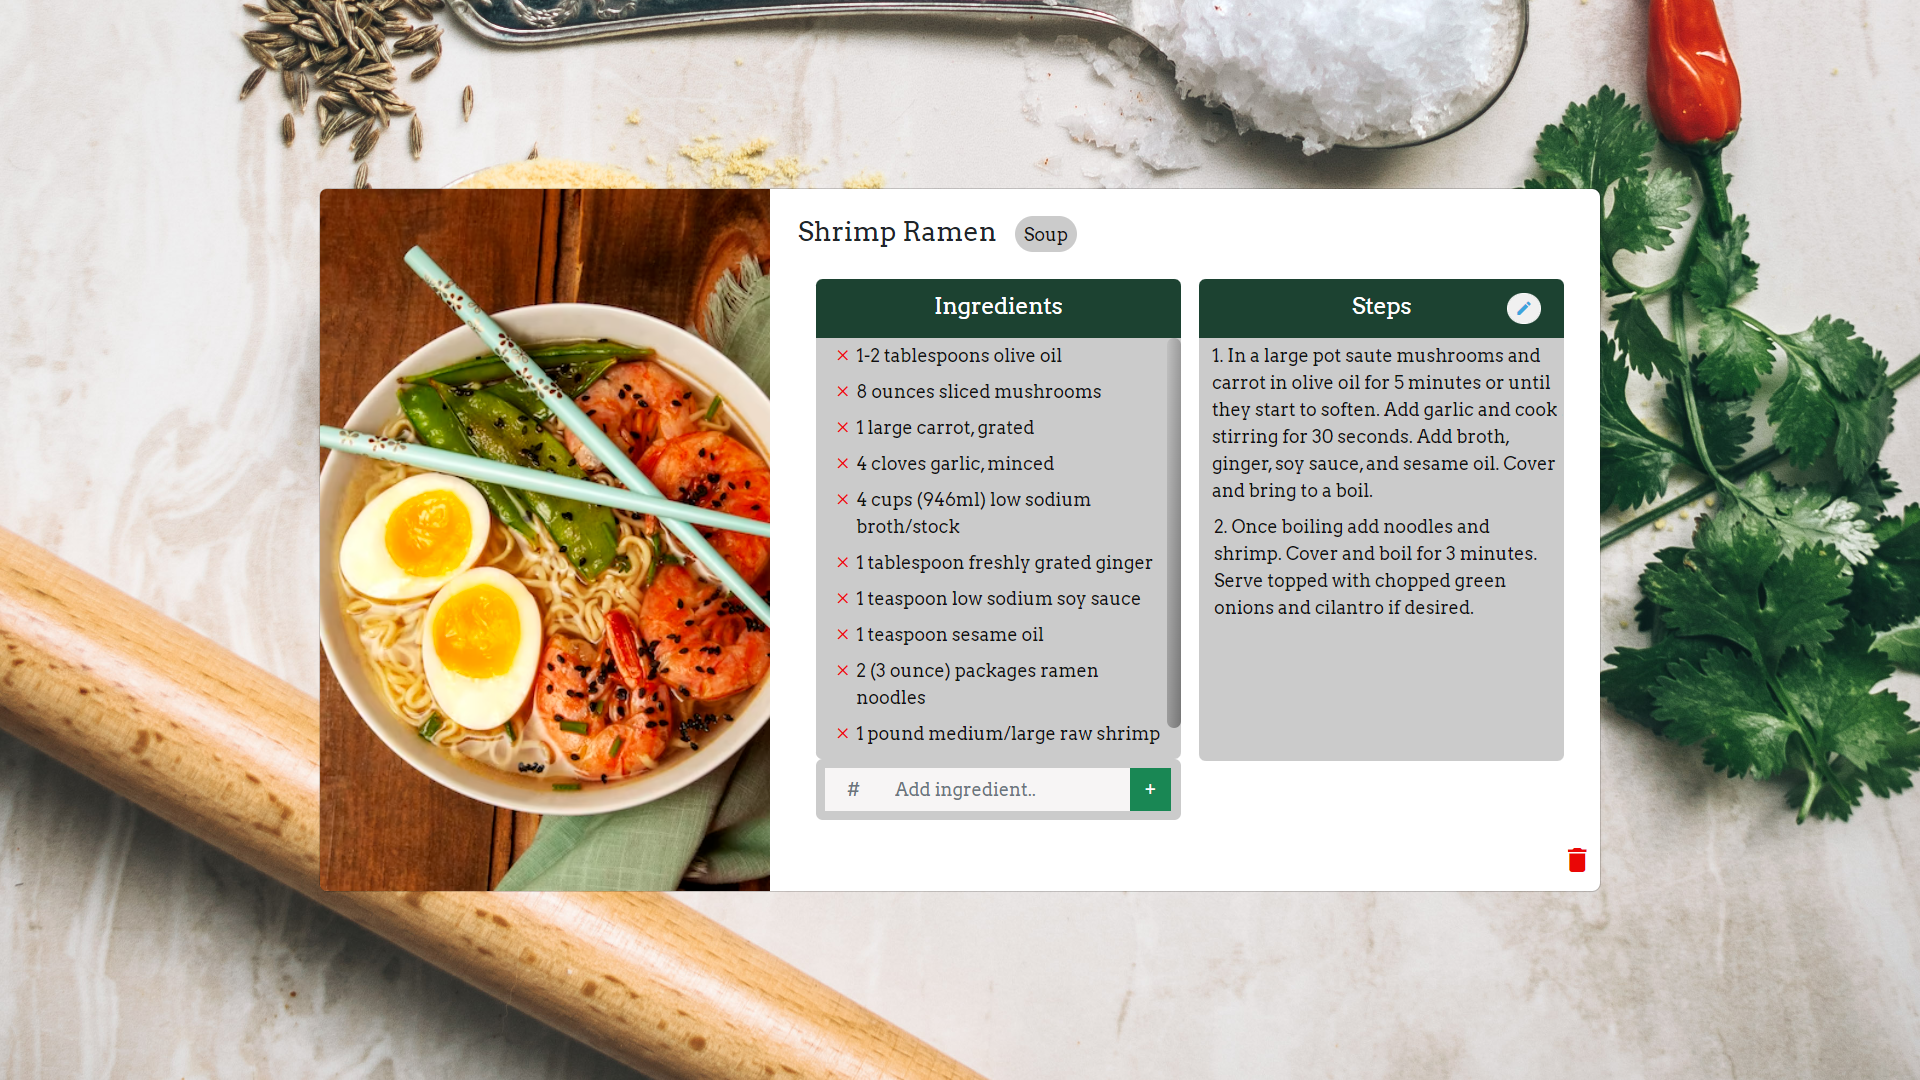 Shrimp Ramen
Soup
Ingredients
× 1-2 tablespoons olive oil
× 8 ounces sliced mushrooms
× 1 large carrot, grated
× 4 cloves garlic, minced
× 4 cups (946ml) low sodium
broth/stock
× 1 tablespoon freshly grated ginger
× 1 teaspoon low sodium soy sauce
× 1 teaspoon sesame oil
× 2 (3 ounce) packages ramen
noodles
× 1 pound medium/large raw shrimp
# Add ingredient.. +
Steps
1. In a large pot saute mushrooms and
carrot in olive oil for 5 minutes or until
they start to soften. Add garlic and cook
stirring for 30 seconds. Add broth,
ginger, soy sauce, and sesame oil. Cover
and bring to a boil.
2. Once boiling add noodles and
shrimp. Cover and boil for 3 minutes.
Serve topped with chopped green
onions and cilantro if desired.